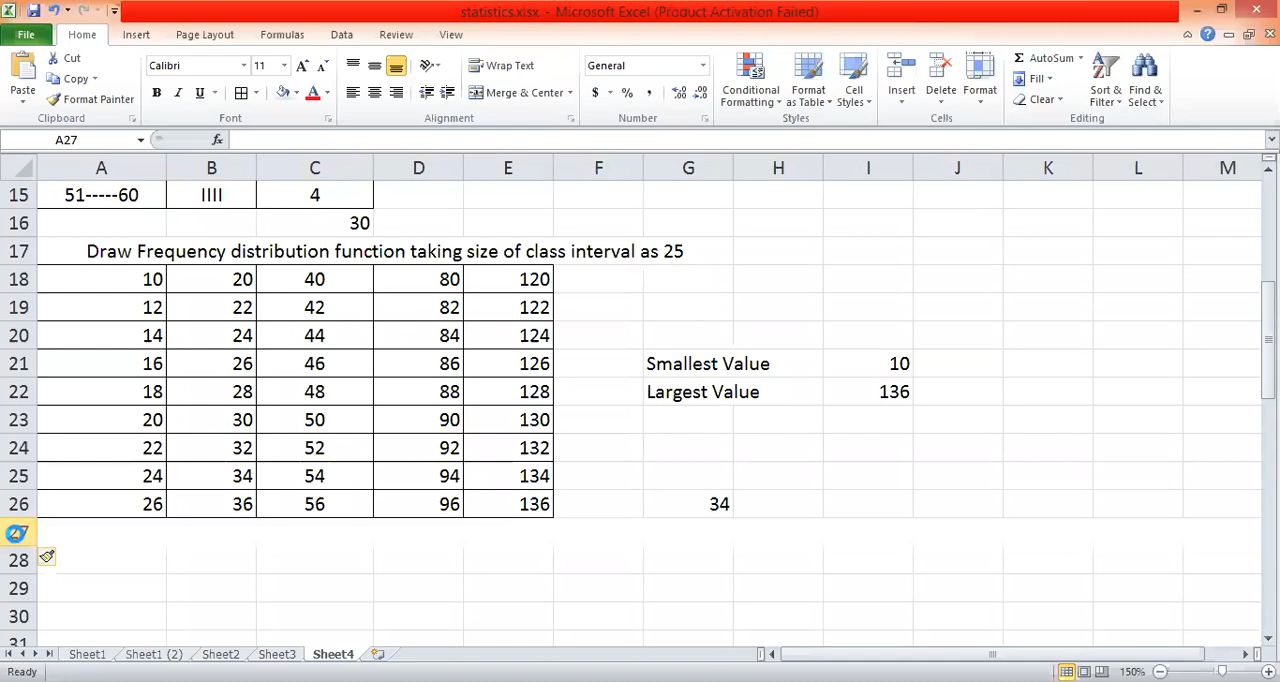 statistics.xlsx - Microsoft Excel (Product Activation Failed)
File Home Insert Page Layout Formulas Data Review View
Paste Cut Copy Format Painter Clipboard
Calibri 11 A A B I U A Font
Wrap Text Merge & Center Alignment
General $ % , Number
Conditional Formatting Format as Table Cell Styles Styles
Insert Delete Format Cells
Σ AutoSum Fill Clear Sort & Filter Find & Select Editing
A27 fx
A B C D E F G H I J K L M
15 51-----60 IIII 4
16 30
17 Draw Frequency distribution function taking size of class interval as 25
18 10 20 40 80 120
19 12 22 42 82 122
20 14 24 44 84 124
21 16 26 46 86 126 Smallest Value 10
22 18 28 48 88 128 Largest Value 136
23 20 30 50 90 130
24 22 32 52 92 132
25 24 34 54 94 134
26 26 36 56 96 136 34
27
28
29
30
31
Sheet1 Sheet1 (2) Sheet2 Sheet3 Sheet4
Ready 150%